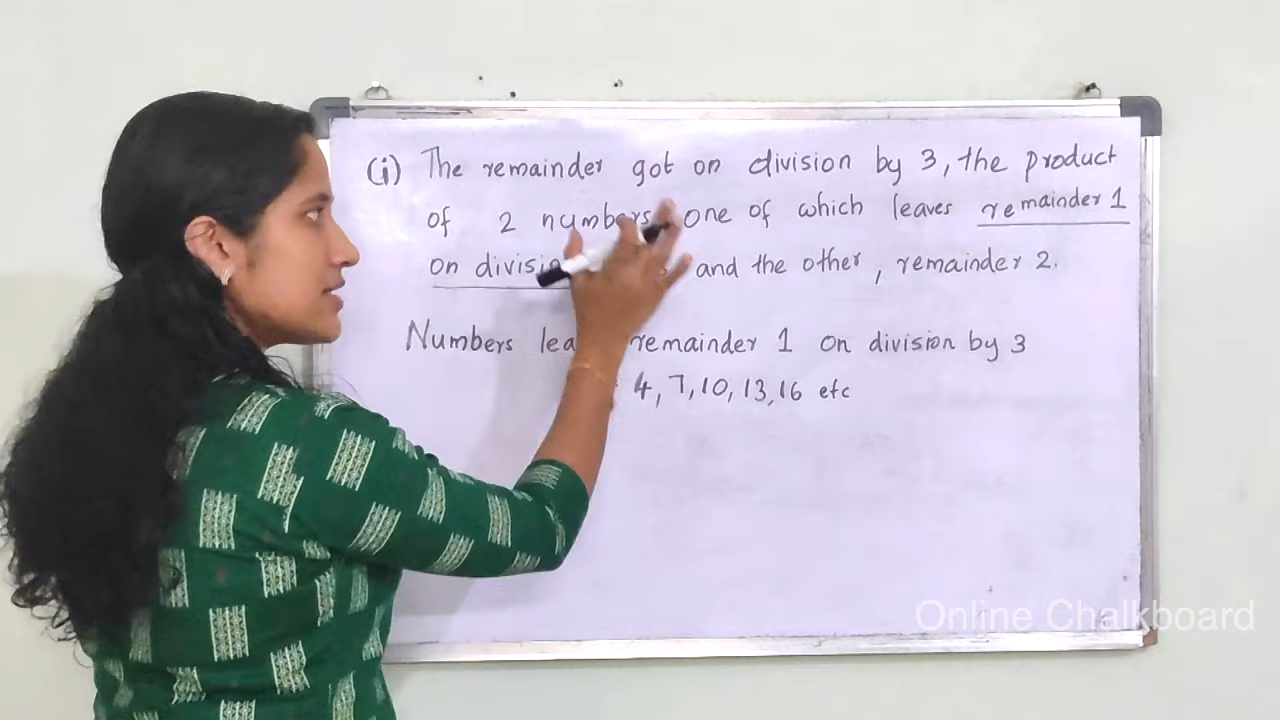 (i) The remainder got on division by 3, the product
of 2 numbers, one of which leaves remainder 1
on and the other, remainder 2.
Numbers remainder 1 on division by 3
4, 7, 10, 13, 16 etc
Online Chalkboard